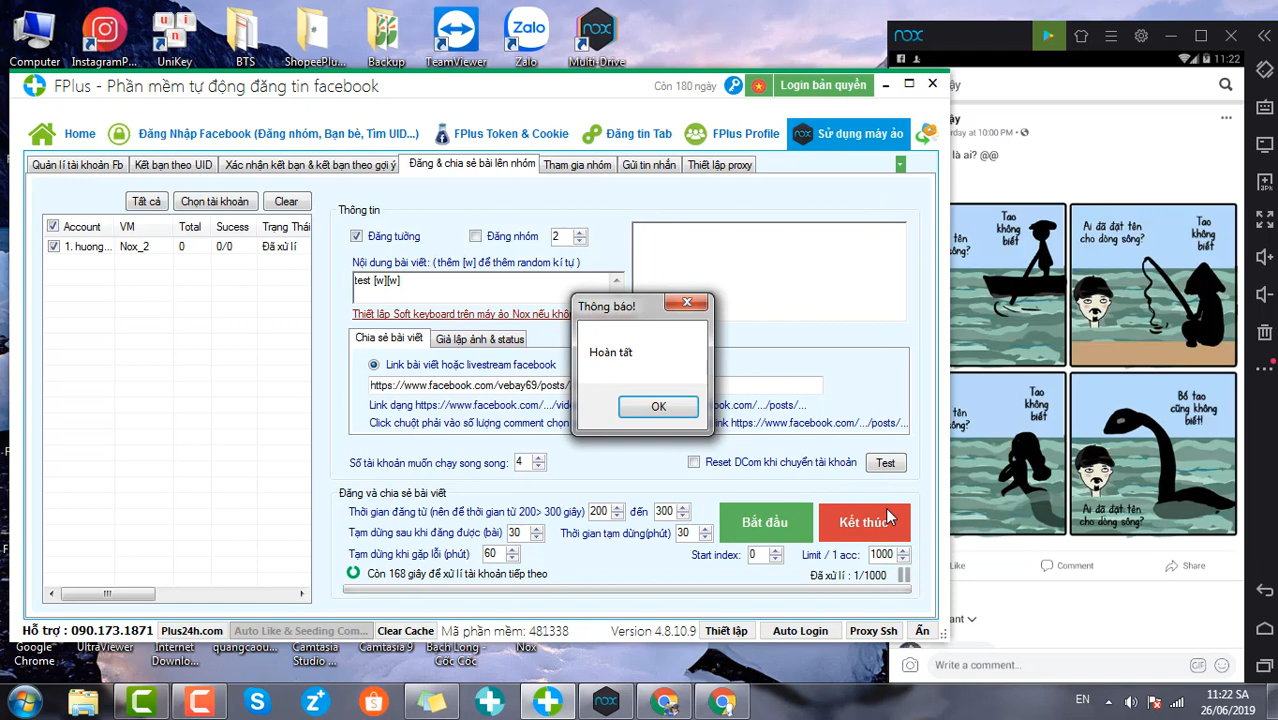 Computer
InstagramP...
UniKey
BTS
ShopeePlu...
Backup
TeamViewer
Zalo
Multi-Drive
nox
11:22
FPlus - Phần mềm tự động đăng tin facebook
Còn 180 ngày
Login bản quyền
Home
Đăng Nhập Facebook (Đăng nhóm, Bạn bè, Tìm UID...)
FPlus Token & Cookie
Đăng tin Tab
FPlus Profile
Sử dụng máy ảo
Quản lí tài khoản Fb
Kết bạn theo UID
Xác nhận kết bạn & kết bạn theo gợi ý
Đăng & chia sẻ bài lên nhóm
Tham gia nhóm
Gửi tin nhắn
Thiết lập proxy
Tất cả
Chọn tài khoản
Clear
Account
VM
Total
Sucess
Trạng Thái
1. huong...
Nox_2
0
0/0
Đã xử lí
Thông tin
Đăng tường
Đăng nhóm
2
Nội dung bài viết: ( thêm [w] để thêm random kí tự )
test [w][w]
Thiết lập Soft keyboard trên máy ảo Nox nếu
Chia sẻ bài viết
Giả lập ảnh & status
Link bài viết hoặc livestream facebook
https://www.facebook.com/vebay69/posts/
Link dạng https://www.facebook.com/.../vide
ook.com/.../posts/...
Click chuột phải vào số lượng comment chọn
ink https://www.facebook.com/.../posts/...
Thông báo!
Hoàn tất
OK
Số tài khoản muốn chạy song song:
4
Reset DCom khi chuyển tài khoản
Test
Đăng và chia sẻ bài viết
Thời gian đăng từ (nên để thời gian từ 200> 300 giây)
200
đến
300
Tạm dừng sau khi đăng được (bài)
30
Thời gian tạm dừng(phút)
30
Tạm dừng khi gặp lỗi (phút)
60
Bắt đầu
Kết thúc
Start index:
0
Limit / 1 acc:
1000
Còn 168 giây để xử lí tài khoản tiếp theo
Đã xử lí : 1/1000
Hỗ trợ : 090.173.1871
Plus24h.com
Auto Like & Seeding Com...
Clear Cache
Mã phần mềm: 481338
Version 4.8.10.9
Thiết lập
Auto Login
Proxy Ssh
Ẩn
ậy
rday at 10:00 PM
là ai? @@
tên
sông?
Tao
không
biết
Ai đã đặt tên
cho dòng sông?
tên
sông?
Tao
không
biết
Bố tao
cũng không
biết
Ai đã đặt tên
cho dòng sông?
Like
Comment
Share
vant
Write a comment...
GIF
Google
Chrome
UltraViewer
Internet
Downlo...
quangcaou...
Camtasia
Studio ...
Camtasia 9
Bach Long -
Cốc Cốc
Nox
EN
11:22 SA
26/06/2019